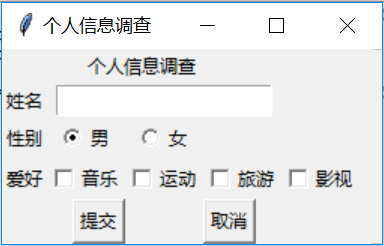 个人信息调查
个人信息调查
姓名
性别 男 女
爱好 音乐 运动 旅游 影视
提交 取消